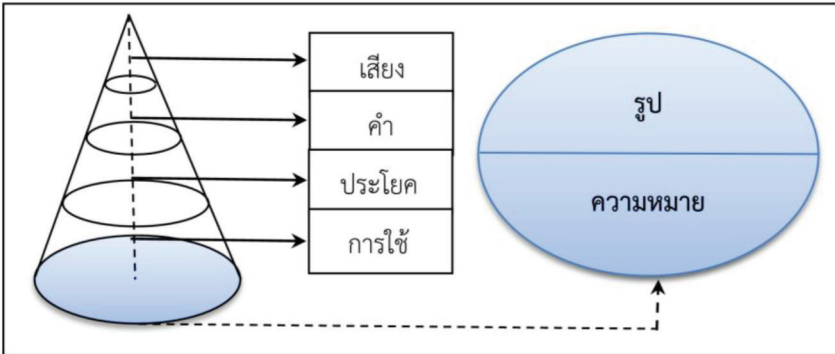 เสียง
คำ
ประโยค
การใช้
รูป
ความหมาย